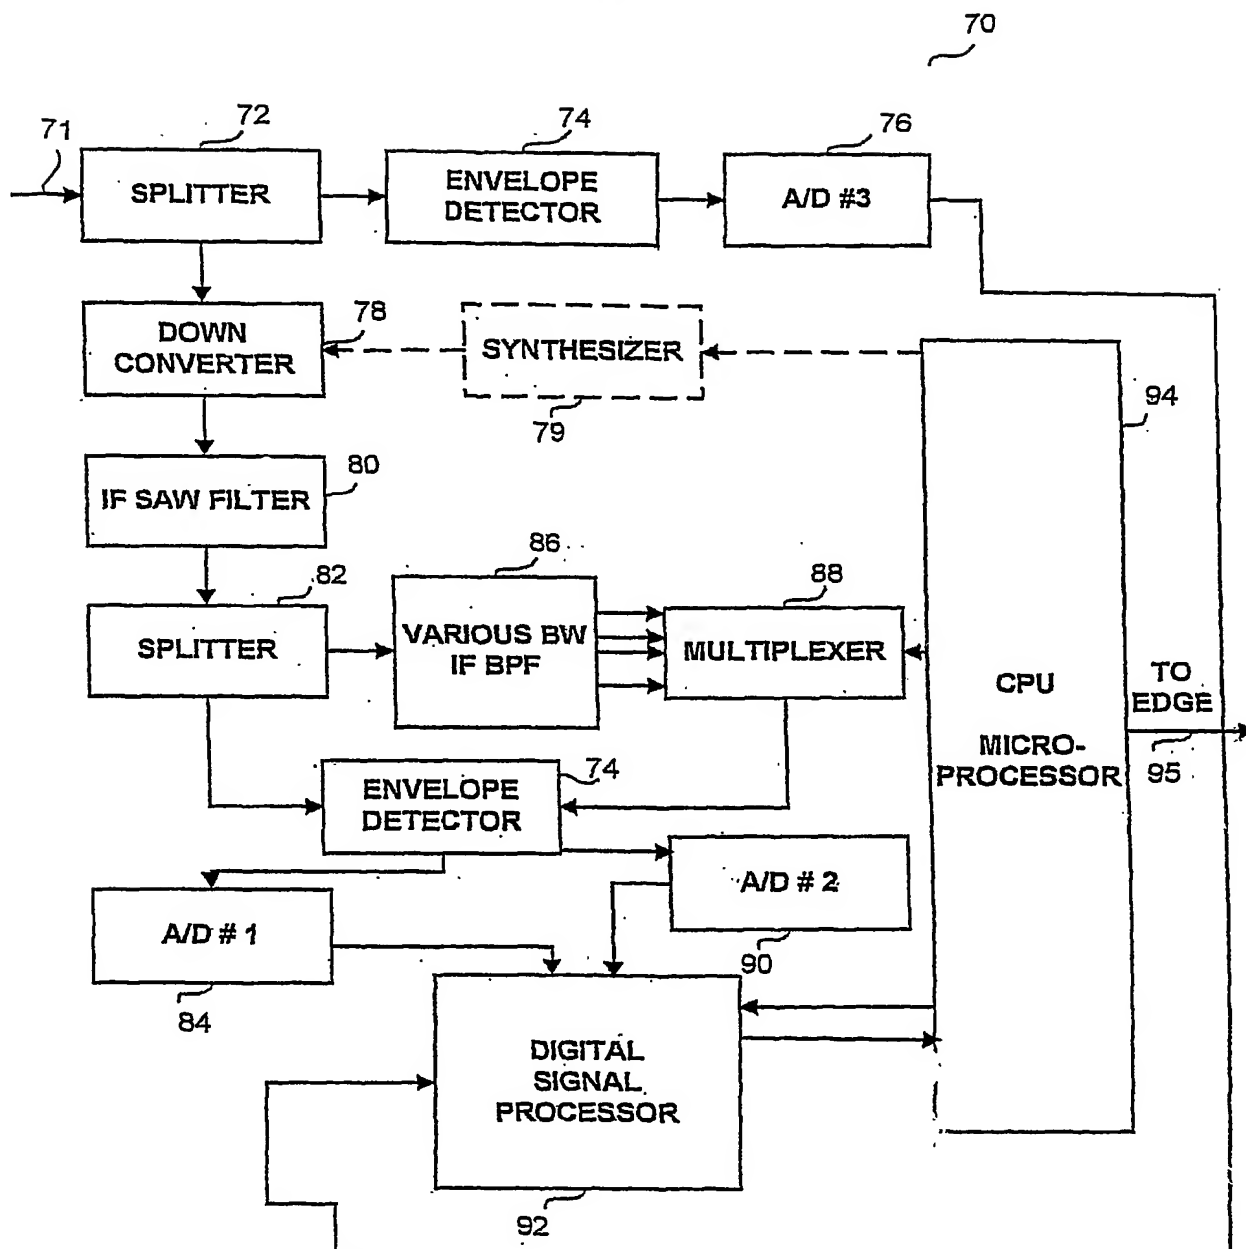 70
71
72
74
76
SPLITTER
ENVELOPE
DETECTOR
A/D #3
DOWN
CONVERTER
78
SYNTHESIZER
79
94
IF SAW FILTER
80
82
86
88
SPLITTER
VARIOUS BW
IF BPF
MULTIPLEXER
CPU
MICRO-
PROCESSOR
TO
EDGE
95
ENVELOPE
DETECTOR
74
A/D # 1
84
A/D # 2
90
DIGITAL
SIGNAL
PROCESSOR
92